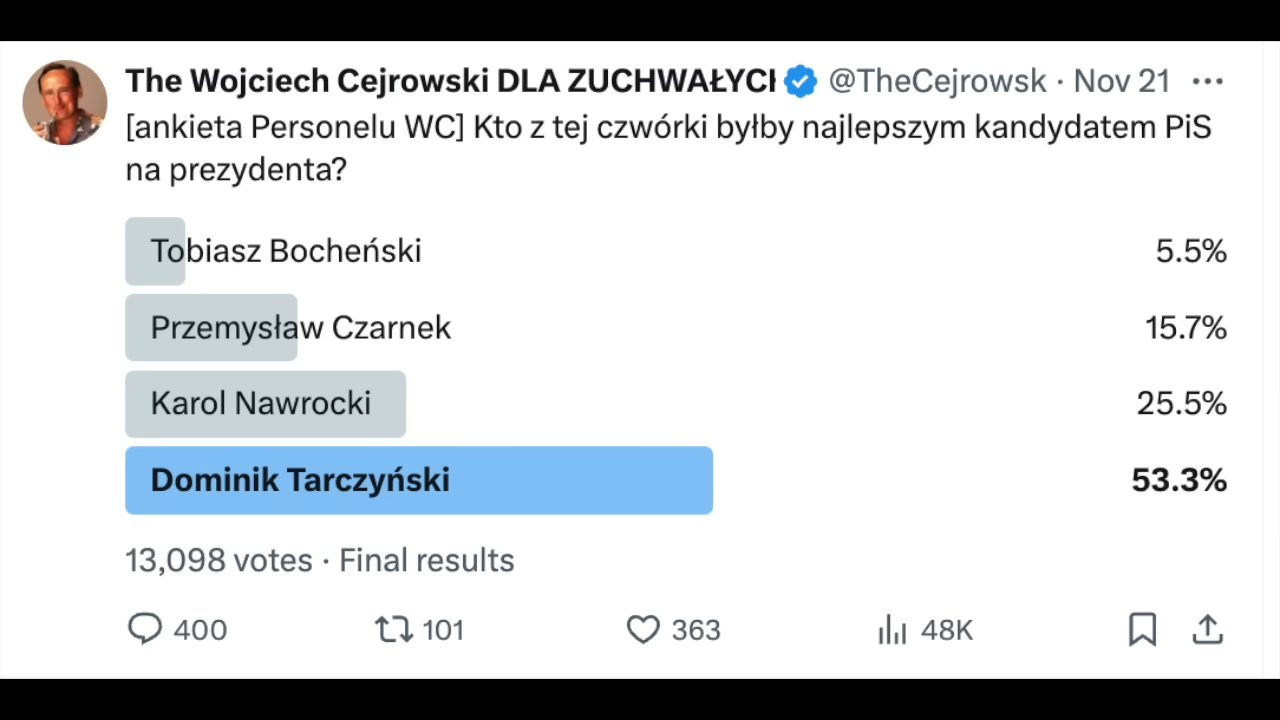 The Wojciech Cejrowski DLA ZUCHWAŁYCH @TheCejrowsk · Nov 21 ···
[ankieta Personelu WC] Kto z tej czwórki byłby najlepszym kandydatem PiS
na prezydenta?
Tobiasz Bocheński 5.5%
Przemysław Czarnek 15.7%
Karol Nawrocki 25.5%
Dominik Tarczyński 53.3%
13,098 votes · Final results
400 101 363 48K